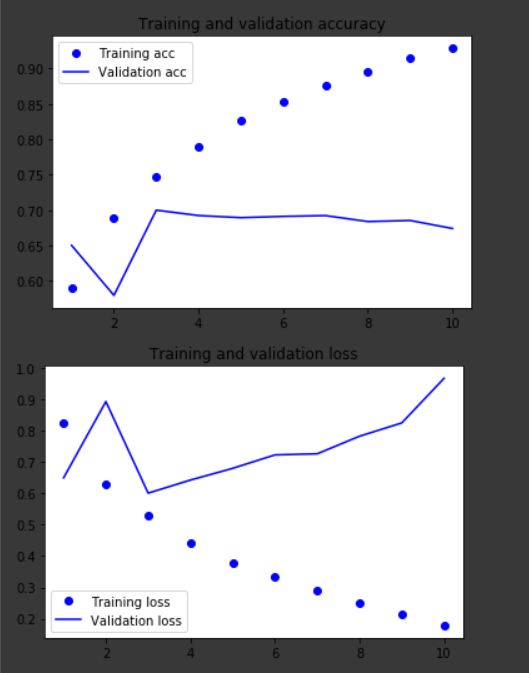 Training and validation accuracy
Training acc
Validation acc
0.90
0.85
0.80
0.75
0.70
0.65
0.60
2 4 6 8 10
Training and validation loss
1.0
0.9
0.8
0.7
0.6
0.5
0.4
0.3
0.2
Training loss
Validation loss
2 4 6 8 10